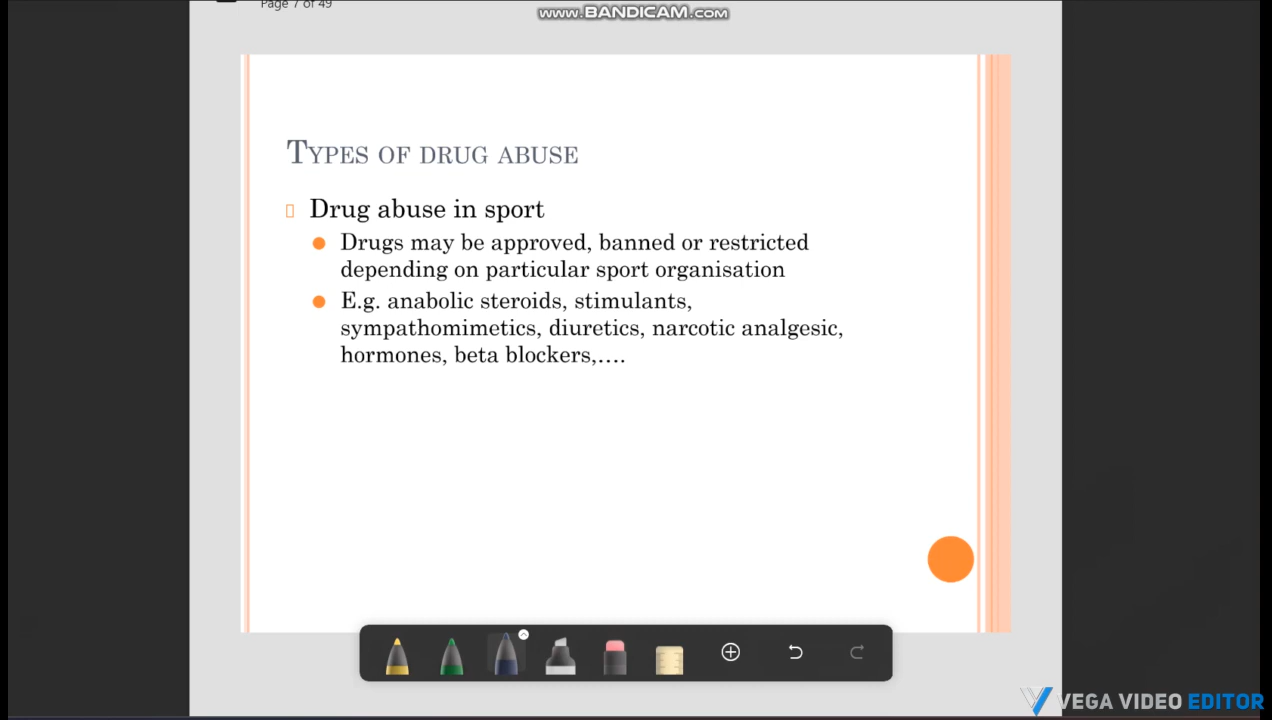 Page 7 of 49
www.BANDICAM.com
TYPES OF DRUG ABUSE
Drug abuse in sport
Drugs may be approved, banned or restricted
depending on particular sport organisation
E.g. anabolic steroids, stimulants,
sympathomimetics, diuretics, narcotic analgesic,
hormones, beta blockers,....
VEGA VIDEO EDITOR